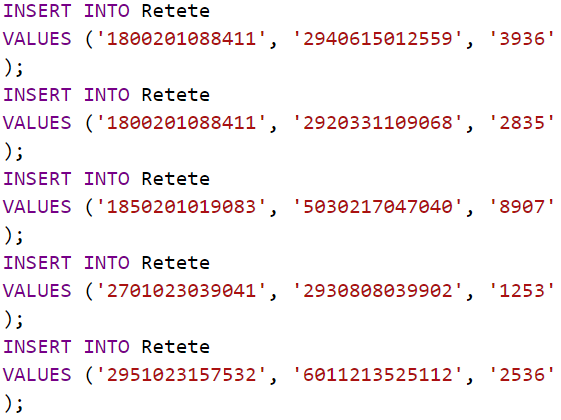 INSERT INTO Retete
VALUES ('1800201088411', '2940615012559', '3936'
);
INSERT INTO Retete
VALUES ('1800201088411', '2920331109068', '2835'
);
INSERT INTO Retete
VALUES ('1850201019083', '5030217047040', '8907'
);
INSERT INTO Retete
VALUES ('2701023039041', '2930808039902', '1253'
);
INSERT INTO Retete
VALUES ('2951023157532', '6011213525112', '2536'
);